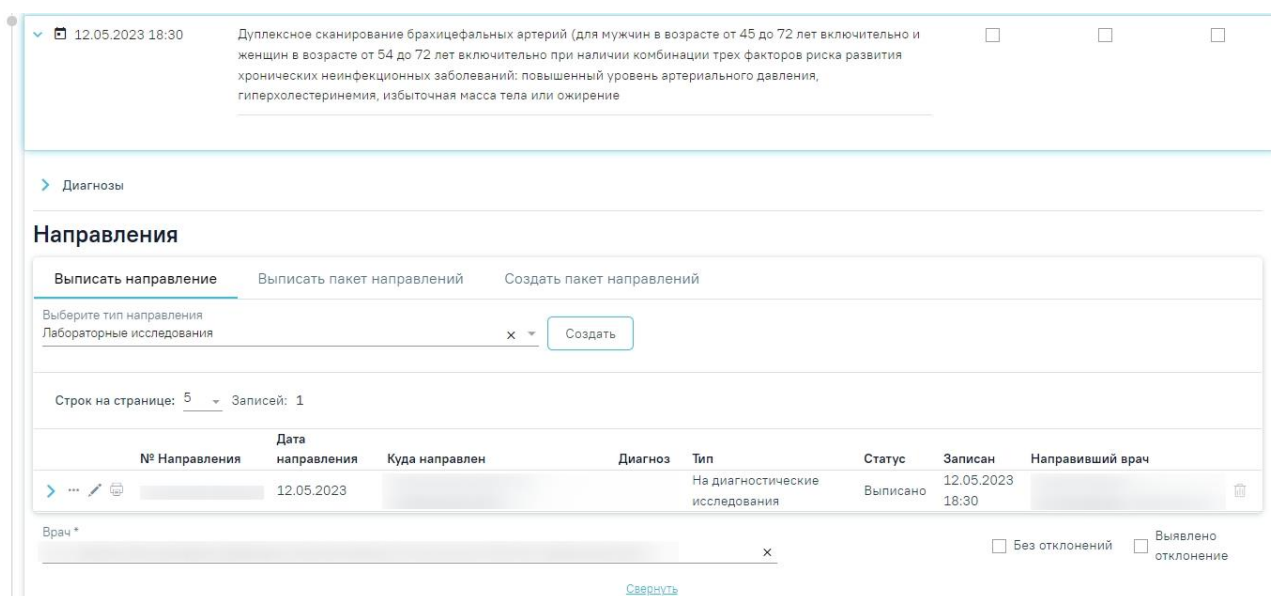 12.05.2023 18:30
Дуплексное сканирование брахицефальных артерий (для мужчин в возрасте от 45 до 72 лет включительно и
женщин в возрасте от 54 до 72 лет включительно при наличии комбинации трех факторов риска развития
хронических неинфекционных заболеваний: повышенный уровень артериального давления,
гиперхолестеринемия, избыточная масса тела или ожирение
Диагнозы
Направления
Выписать направление Выписать пакет направлений Создать пакет направлений
Выберите тип направления
Лабораторные исследования
Создать
Строк на странице: 5 Записей: 1
№ Направления Дата направления Куда направлен Диагноз Тип Статус Записан Направивший врач
12.05.2023 На диагностические исследования Выписано 12.05.2023 18:30
Врач *
Без отклонений Выявлено отклонение
Свернуть